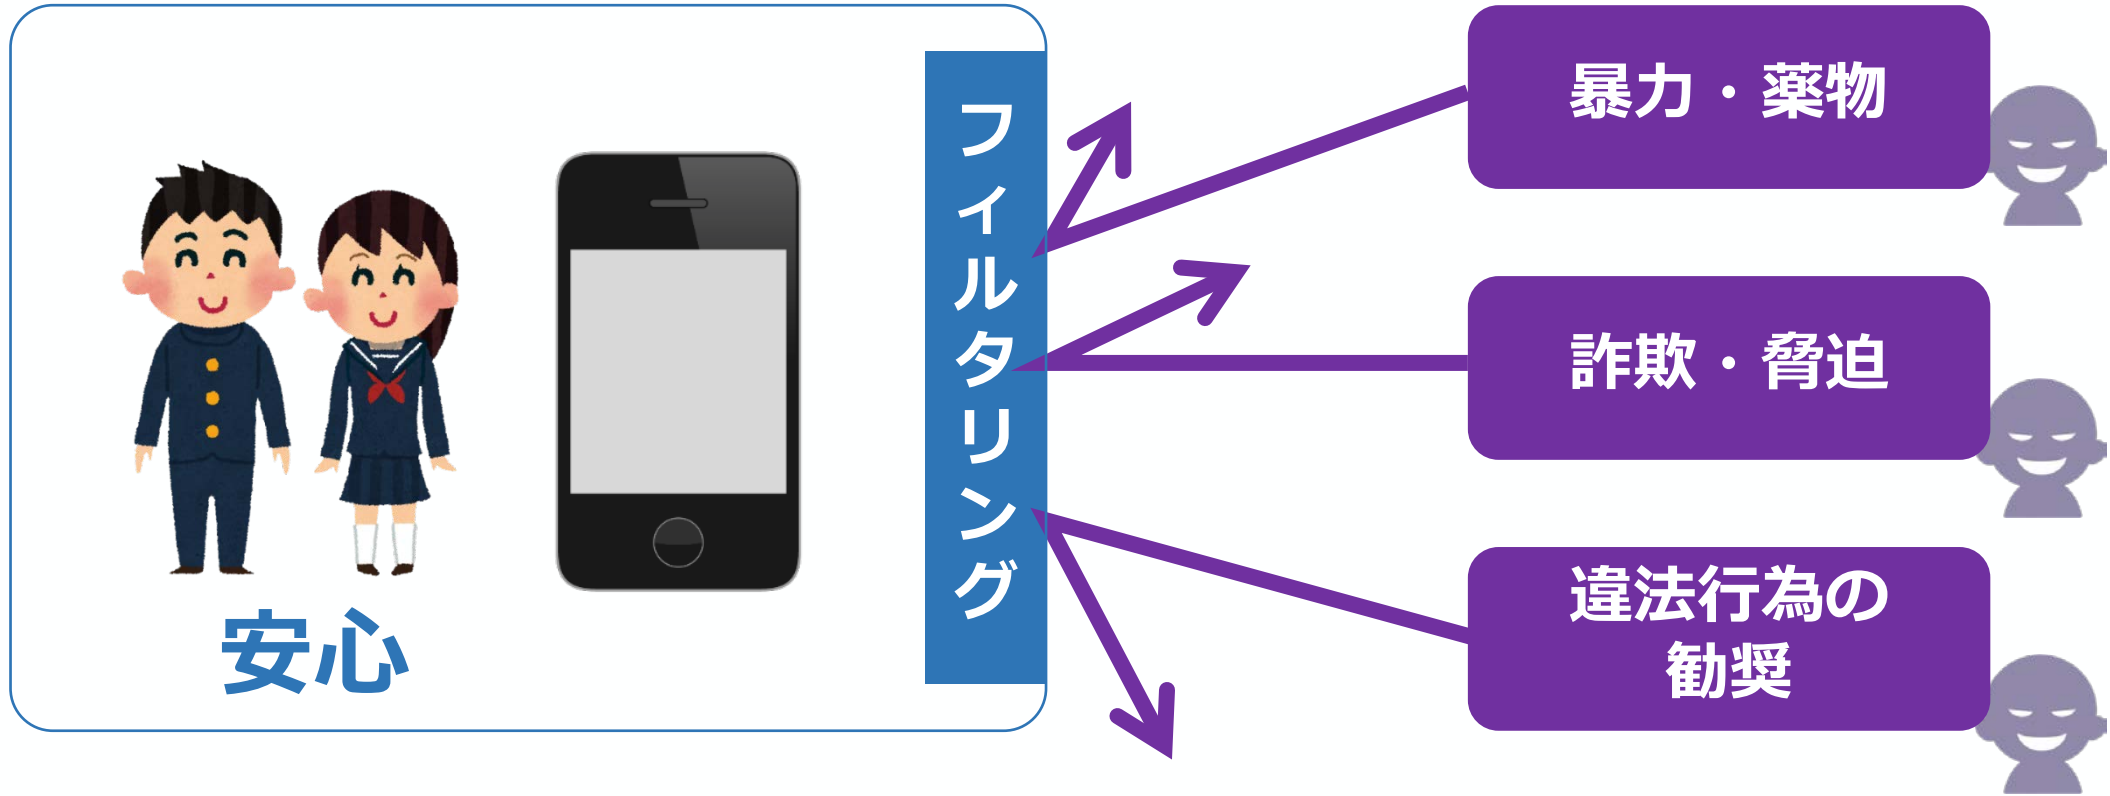 安心
フィルタリング
暴力・薬物
詐欺・脅迫
違法行為の
勧奨